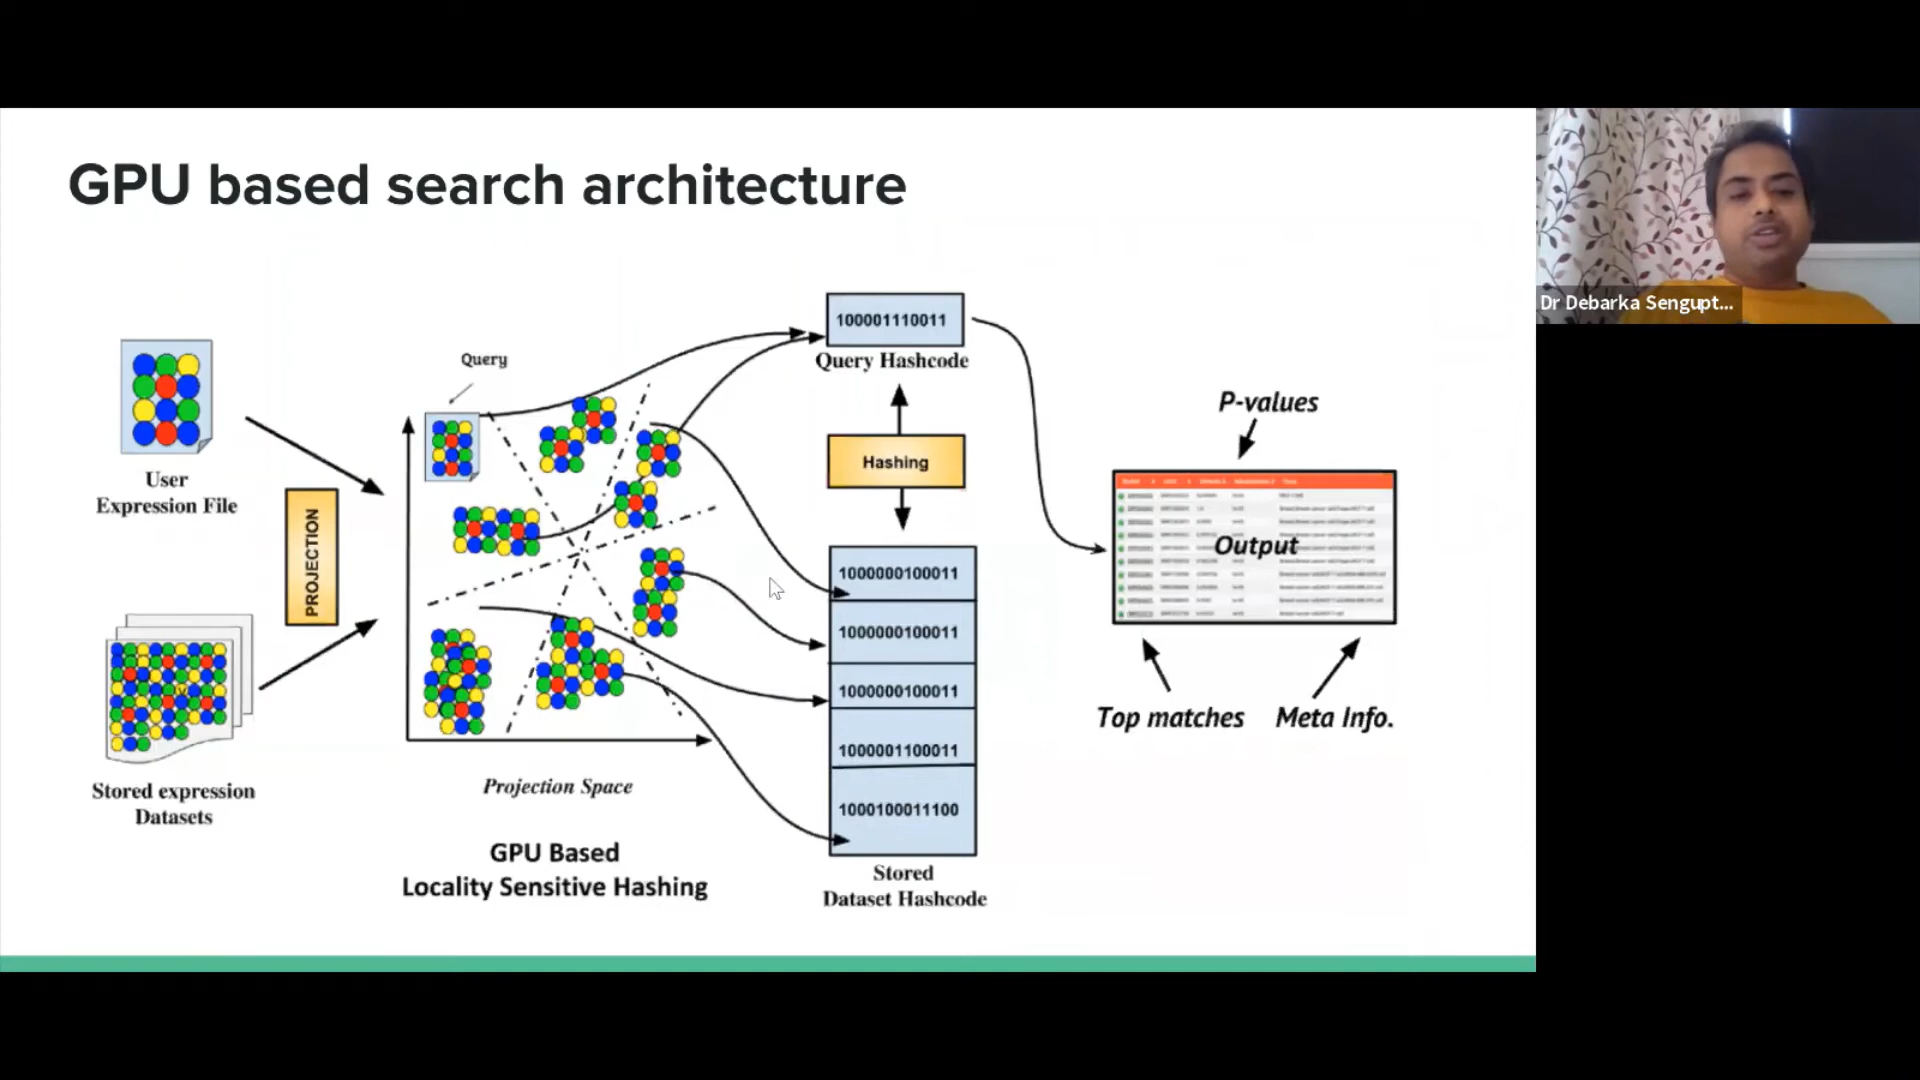 GPU based search architecture
Dr Debarka Sengupt...
User
Expression File
PROJECTION
Stored expression
Datasets
Query
Projection Space
GPU Based
Locality Sensitive Hashing
100001110011
Query Hashcode
Hashing
1000000100011
1000000100011
1000000100011
1000001100011
1000100011100
Stored
Dataset Hashcode
P-values
Output
Top matches
Meta Info.